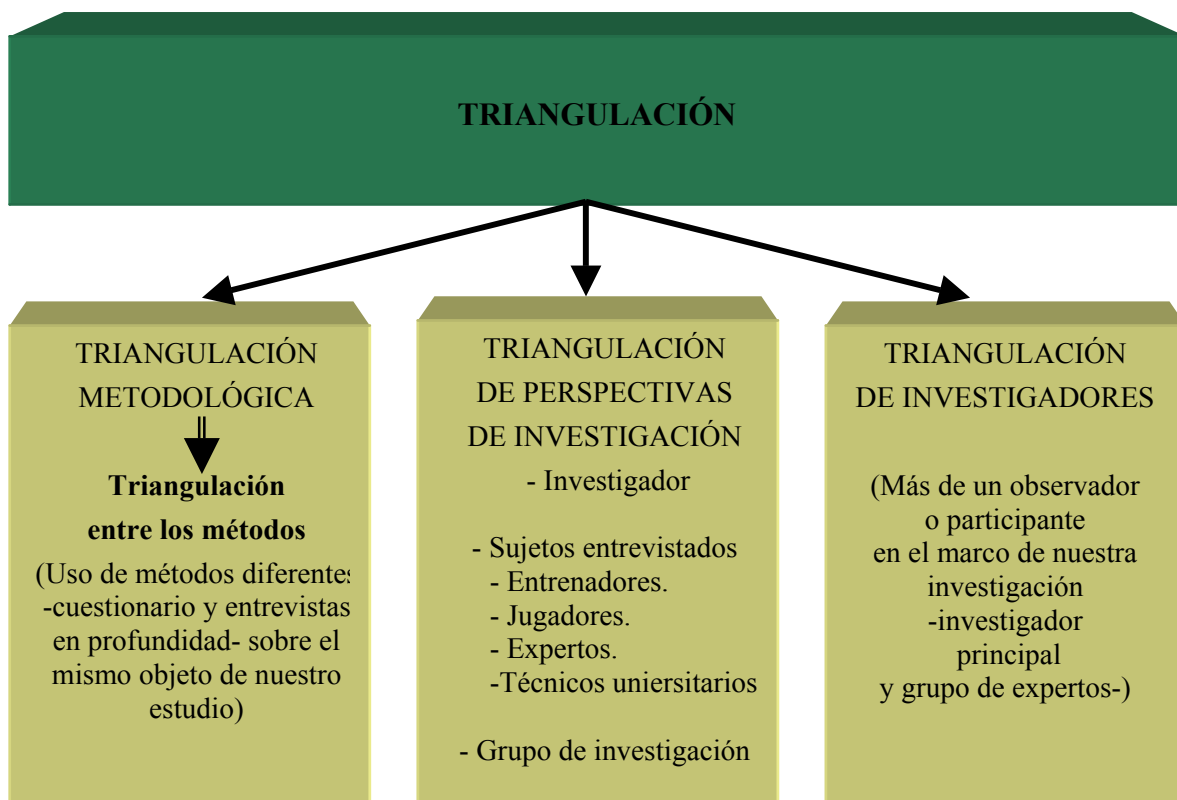 TRIANGULACIÓN
TRIANGULACIÓN
METODOLÓGICA
Triangulación
entre los métodos
(Uso de métodos diferentes
-cuestionario y entrevistas
en profundidad- sobre el
mismo objeto de nuestro
estudio)
TRIANGULACIÓN
DE PERSPECTIVAS
DE INVESTIGACIÓN
- Investigador
- Sujetos entrevistados
- Entrenadores.
- Jugadores.
- Expertos.
-Técnicos uniersitarios
- Grupo de investigación
TRIANGULACIÓN
DE INVESTIGADORES
(Más de un observador
o participante
en el marco de nuestra
investigación
-investigador
principal
y grupo de expertos-)